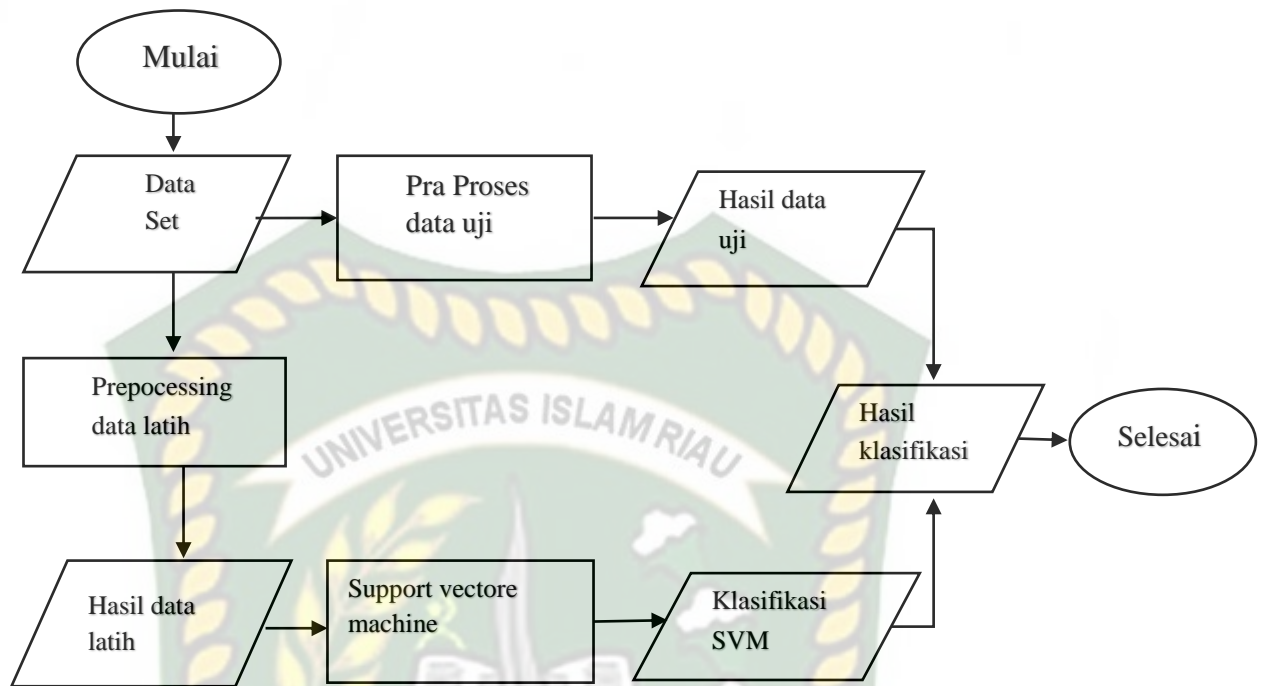 Mulai
Data
Set
Pra Proses
data uji
Hasil data
uji
Prepocessing
data latih
UNIVERSITAS ISLAM RIAU
Hasil
klasifikasi
Selesai
Hasil data
latih
Support vectore
machine
Klasifikasi
SVM